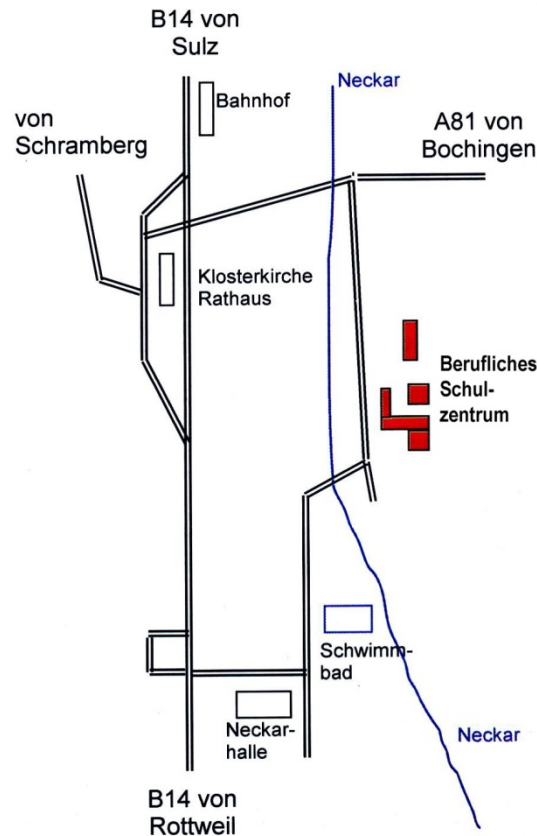 B14 von
Sulz
Bahnhof
Neckar
von
Schramberg
A81 von
Bochingen
Klosterkirche
Rathaus
Berufliches
Schul-
zentrum
Schwimm-
bad
Neckar-
halle
Neckar
B14 von
Rottweil